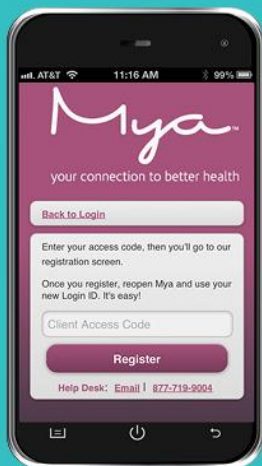 AT&T 11:16 AM 99%
Mya™
your connection to better health
Back to Login
Enter your access code, then you'll go to our
registration screen.
Once you register, reopen Mya and use your
new Login ID. It's easy!
Client Access Code
Register
Help Desk: Email | 877-719-9004